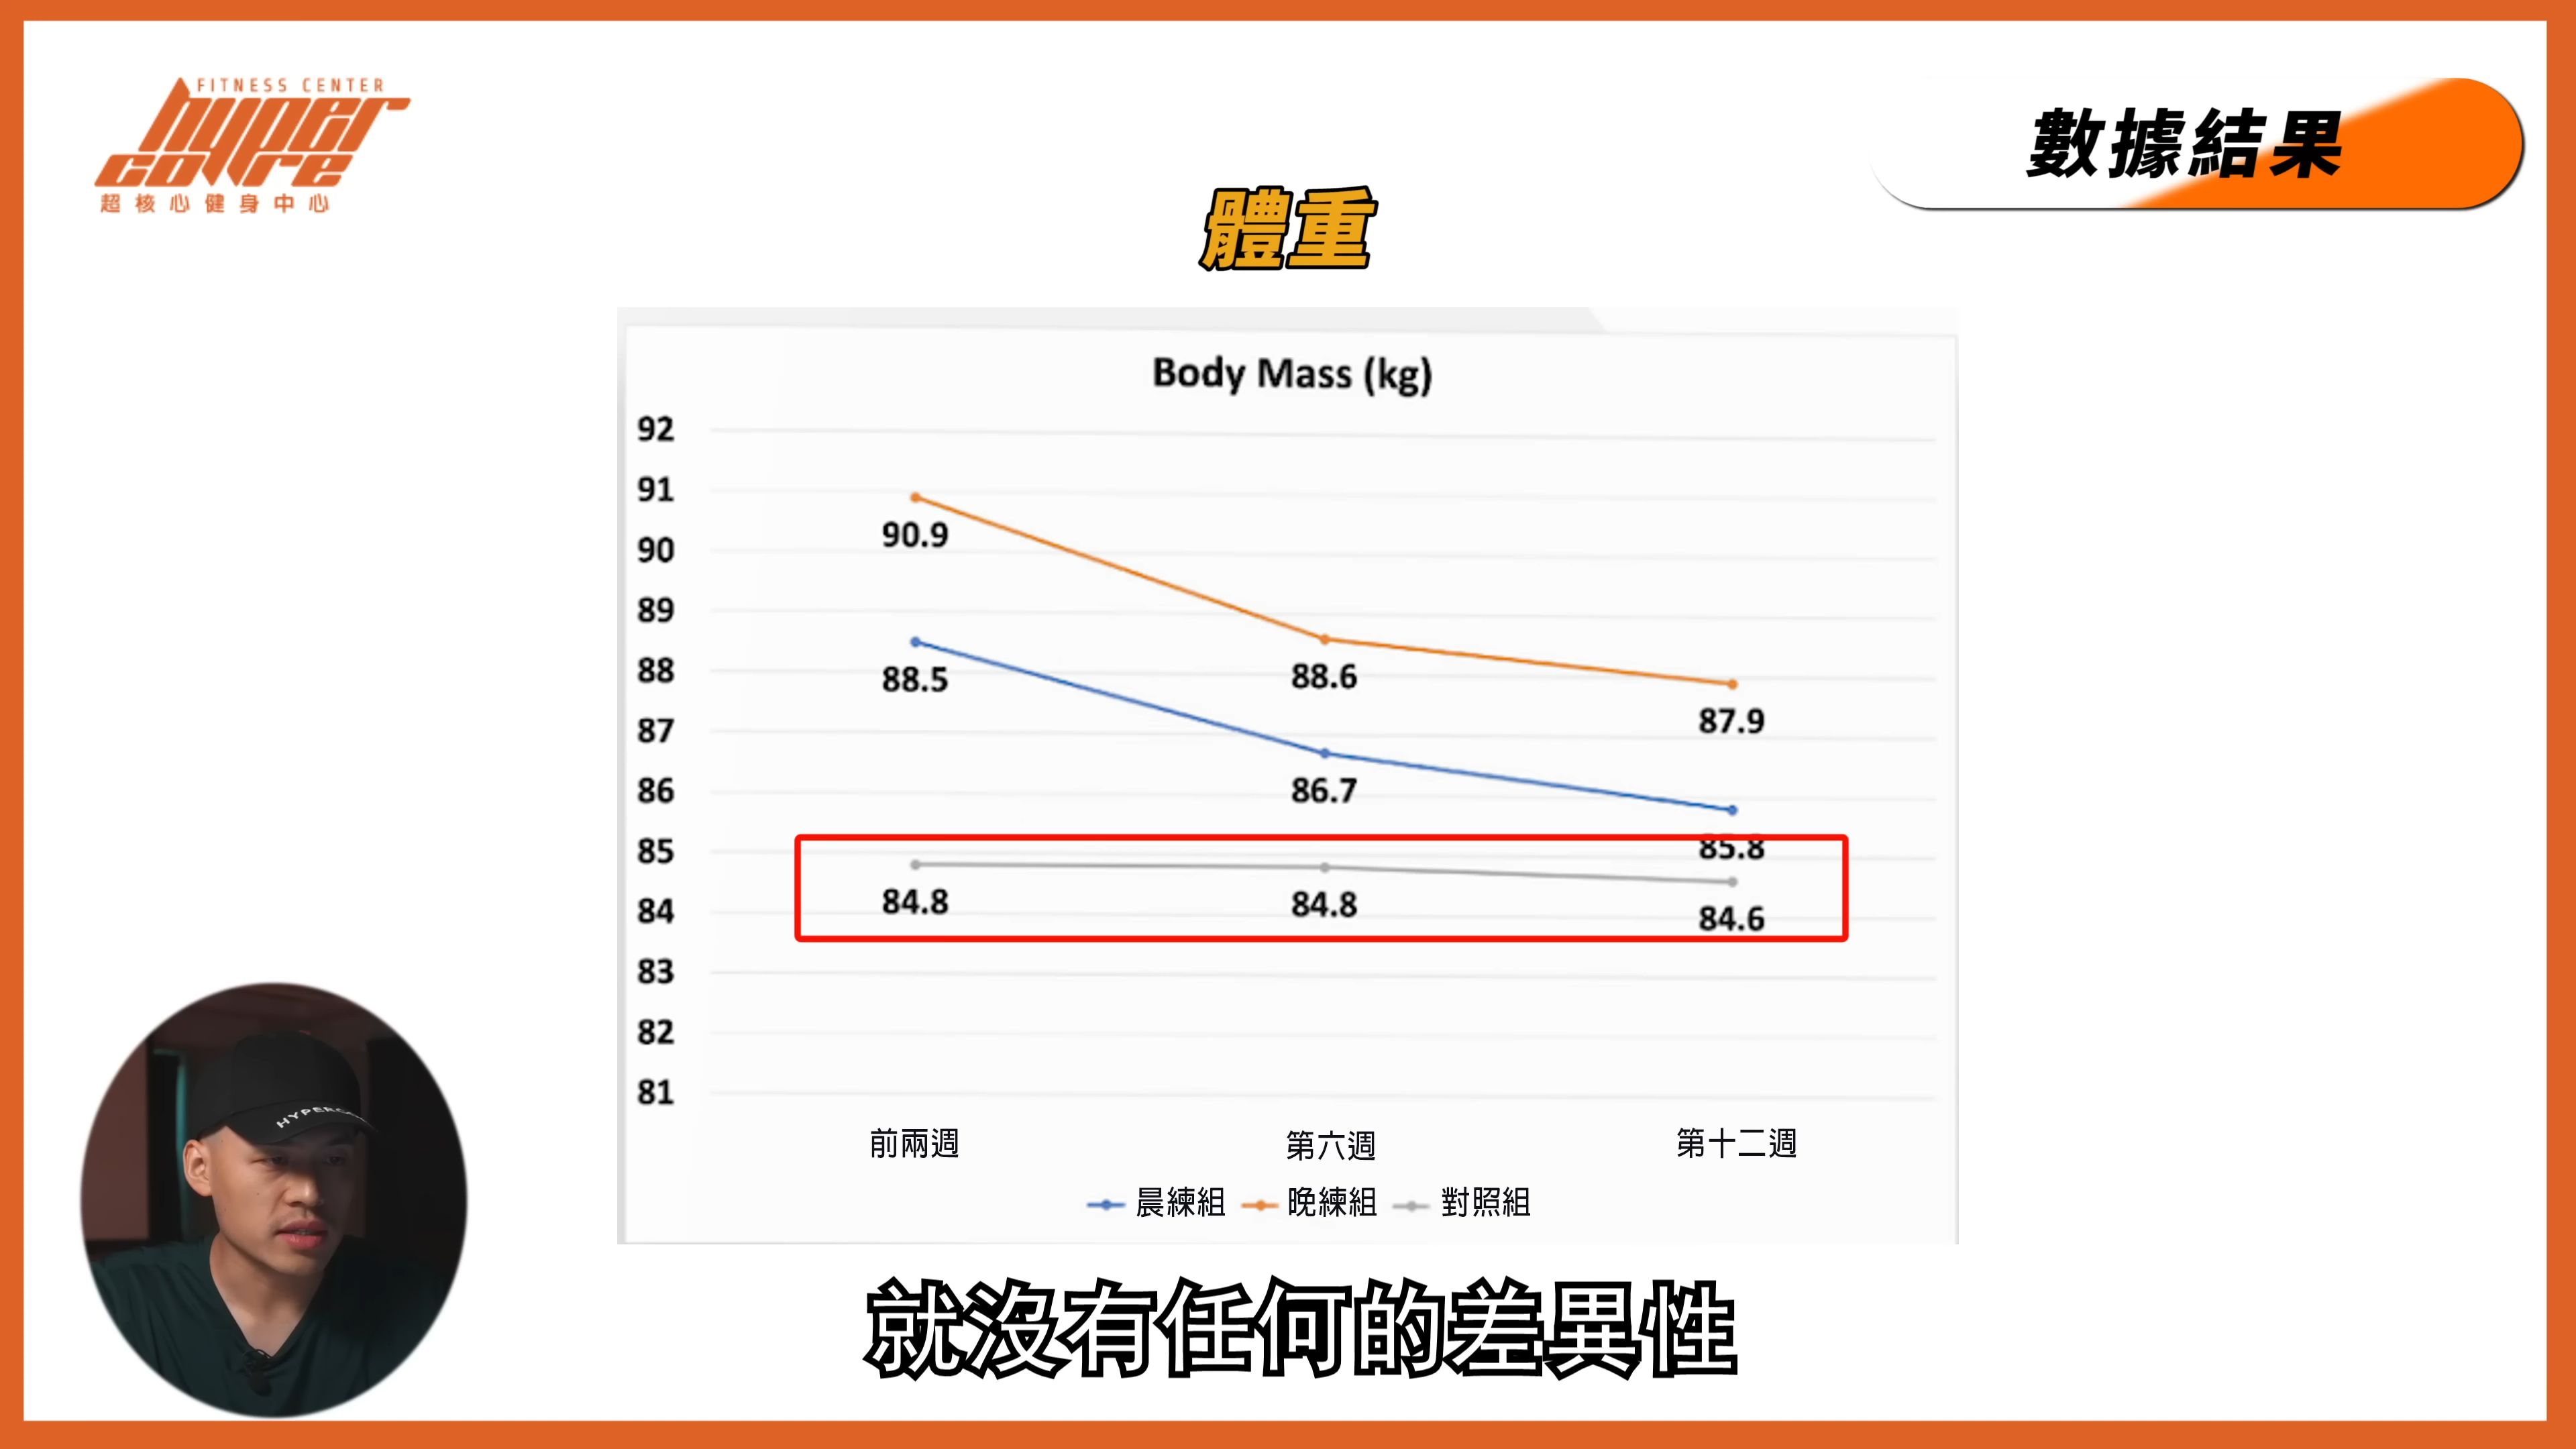 FITNESS CENTER
hyper
core
超核心健身中心
數據結果
體重
Body Mass (kg)
92
91
90
89
88
87
86
85
84
83
82
81
90.9
88.6
87.9
88.5
86.7
85.8
84.8
84.8
84.6
前兩週
第六週
第十二週
晨練組 晚練組 對照組
就沒有任何的差異性